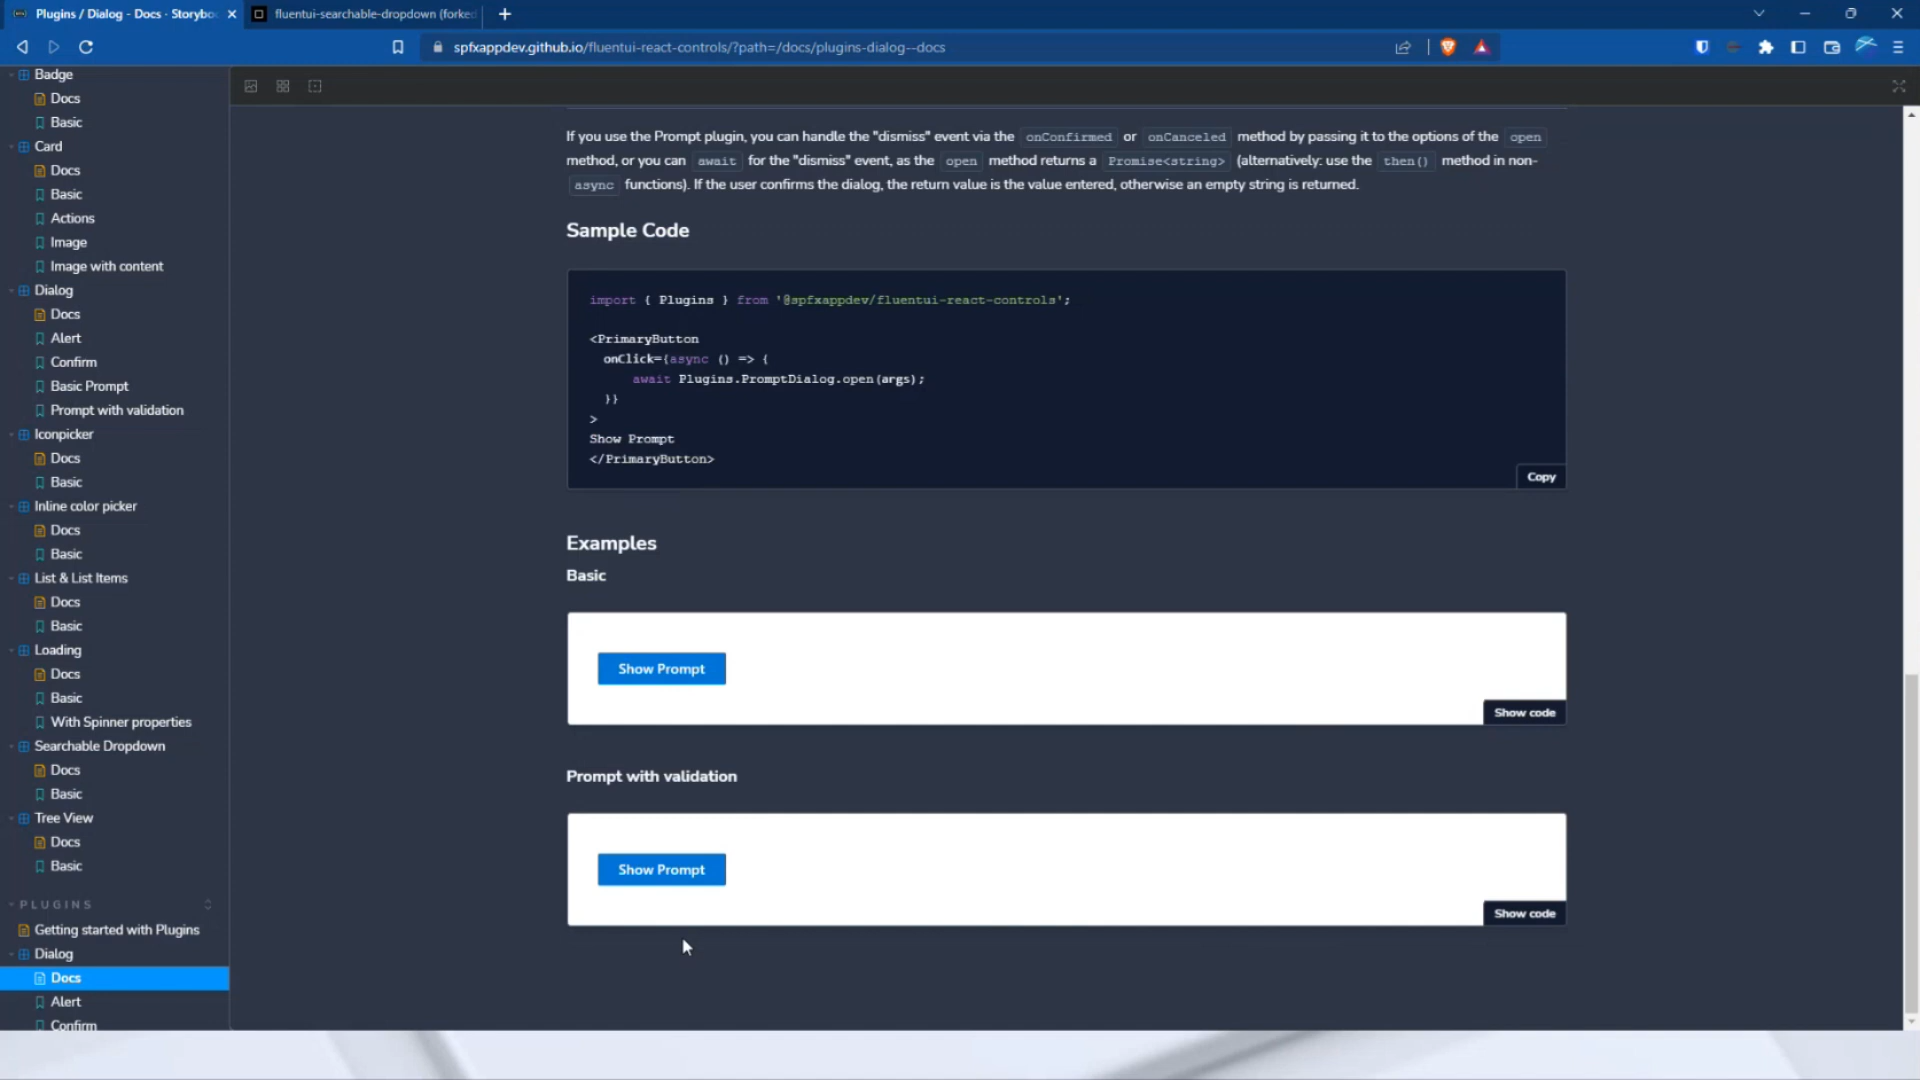 Plugins / Dialog - Docs · Storybo
fluentui-searchable-dropdown (forked
spfxappdev.github.io/fluentui-react-controls/?path=/docs/plugins-dialog--docs
Badge
Docs
Basic
Card
Docs
Basic
Actions
Image
Image with content
Dialog
Docs
Alert
Confirm
Basic Prompt
Prompt with validation
Iconpicker
Docs
Basic
Inline color picker
Docs
Basic
List & List Items
Docs
Basic
Loading
Docs
Basic
With Spinner properties
Searchable Dropdown
Docs
Basic
Tree View
Docs
Basic
PLUGINS
Getting started with Plugins
Dialog
Docs
Alert
Confirm
If you use the Prompt plugin, you can handle the "dismiss" event via the onConfirmed or onCanceled method by passing it to the options of the open
method, or you can await for the "dismiss" event, as the open method returns a Promise<string> (alternatively: use the then() method in non-
async functions). If the user confirms the dialog, the return value is the value entered, otherwise an empty string is returned.
Sample Code
import { Plugins } from '@spfxappdev/fluentui-react-controls';
<PrimaryButton
onClick={async () => {
await Plugins.PromptDialog.open(args);
}}
>
Show Prompt
</PrimaryButton>
Copy
Examples
Basic
Show Prompt
Show code
Prompt with validation
Show Prompt
Show code